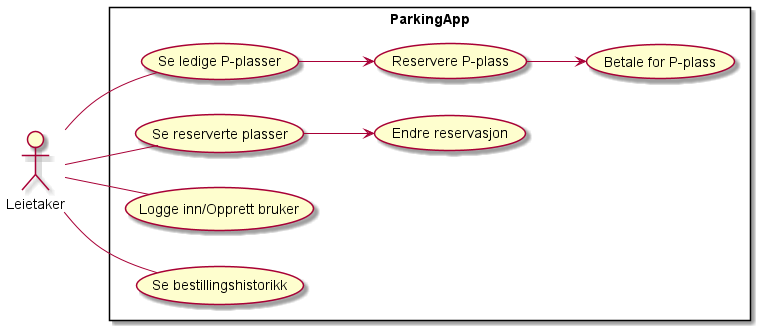 ParkingApp
Se ledige P-plasser
Reservere P-plass
Betale for P-plass
Se reserverte plasser
Endre reservasjon
Leietaker
Logge inn/Opprett bruker
Se bestillingshistorikk